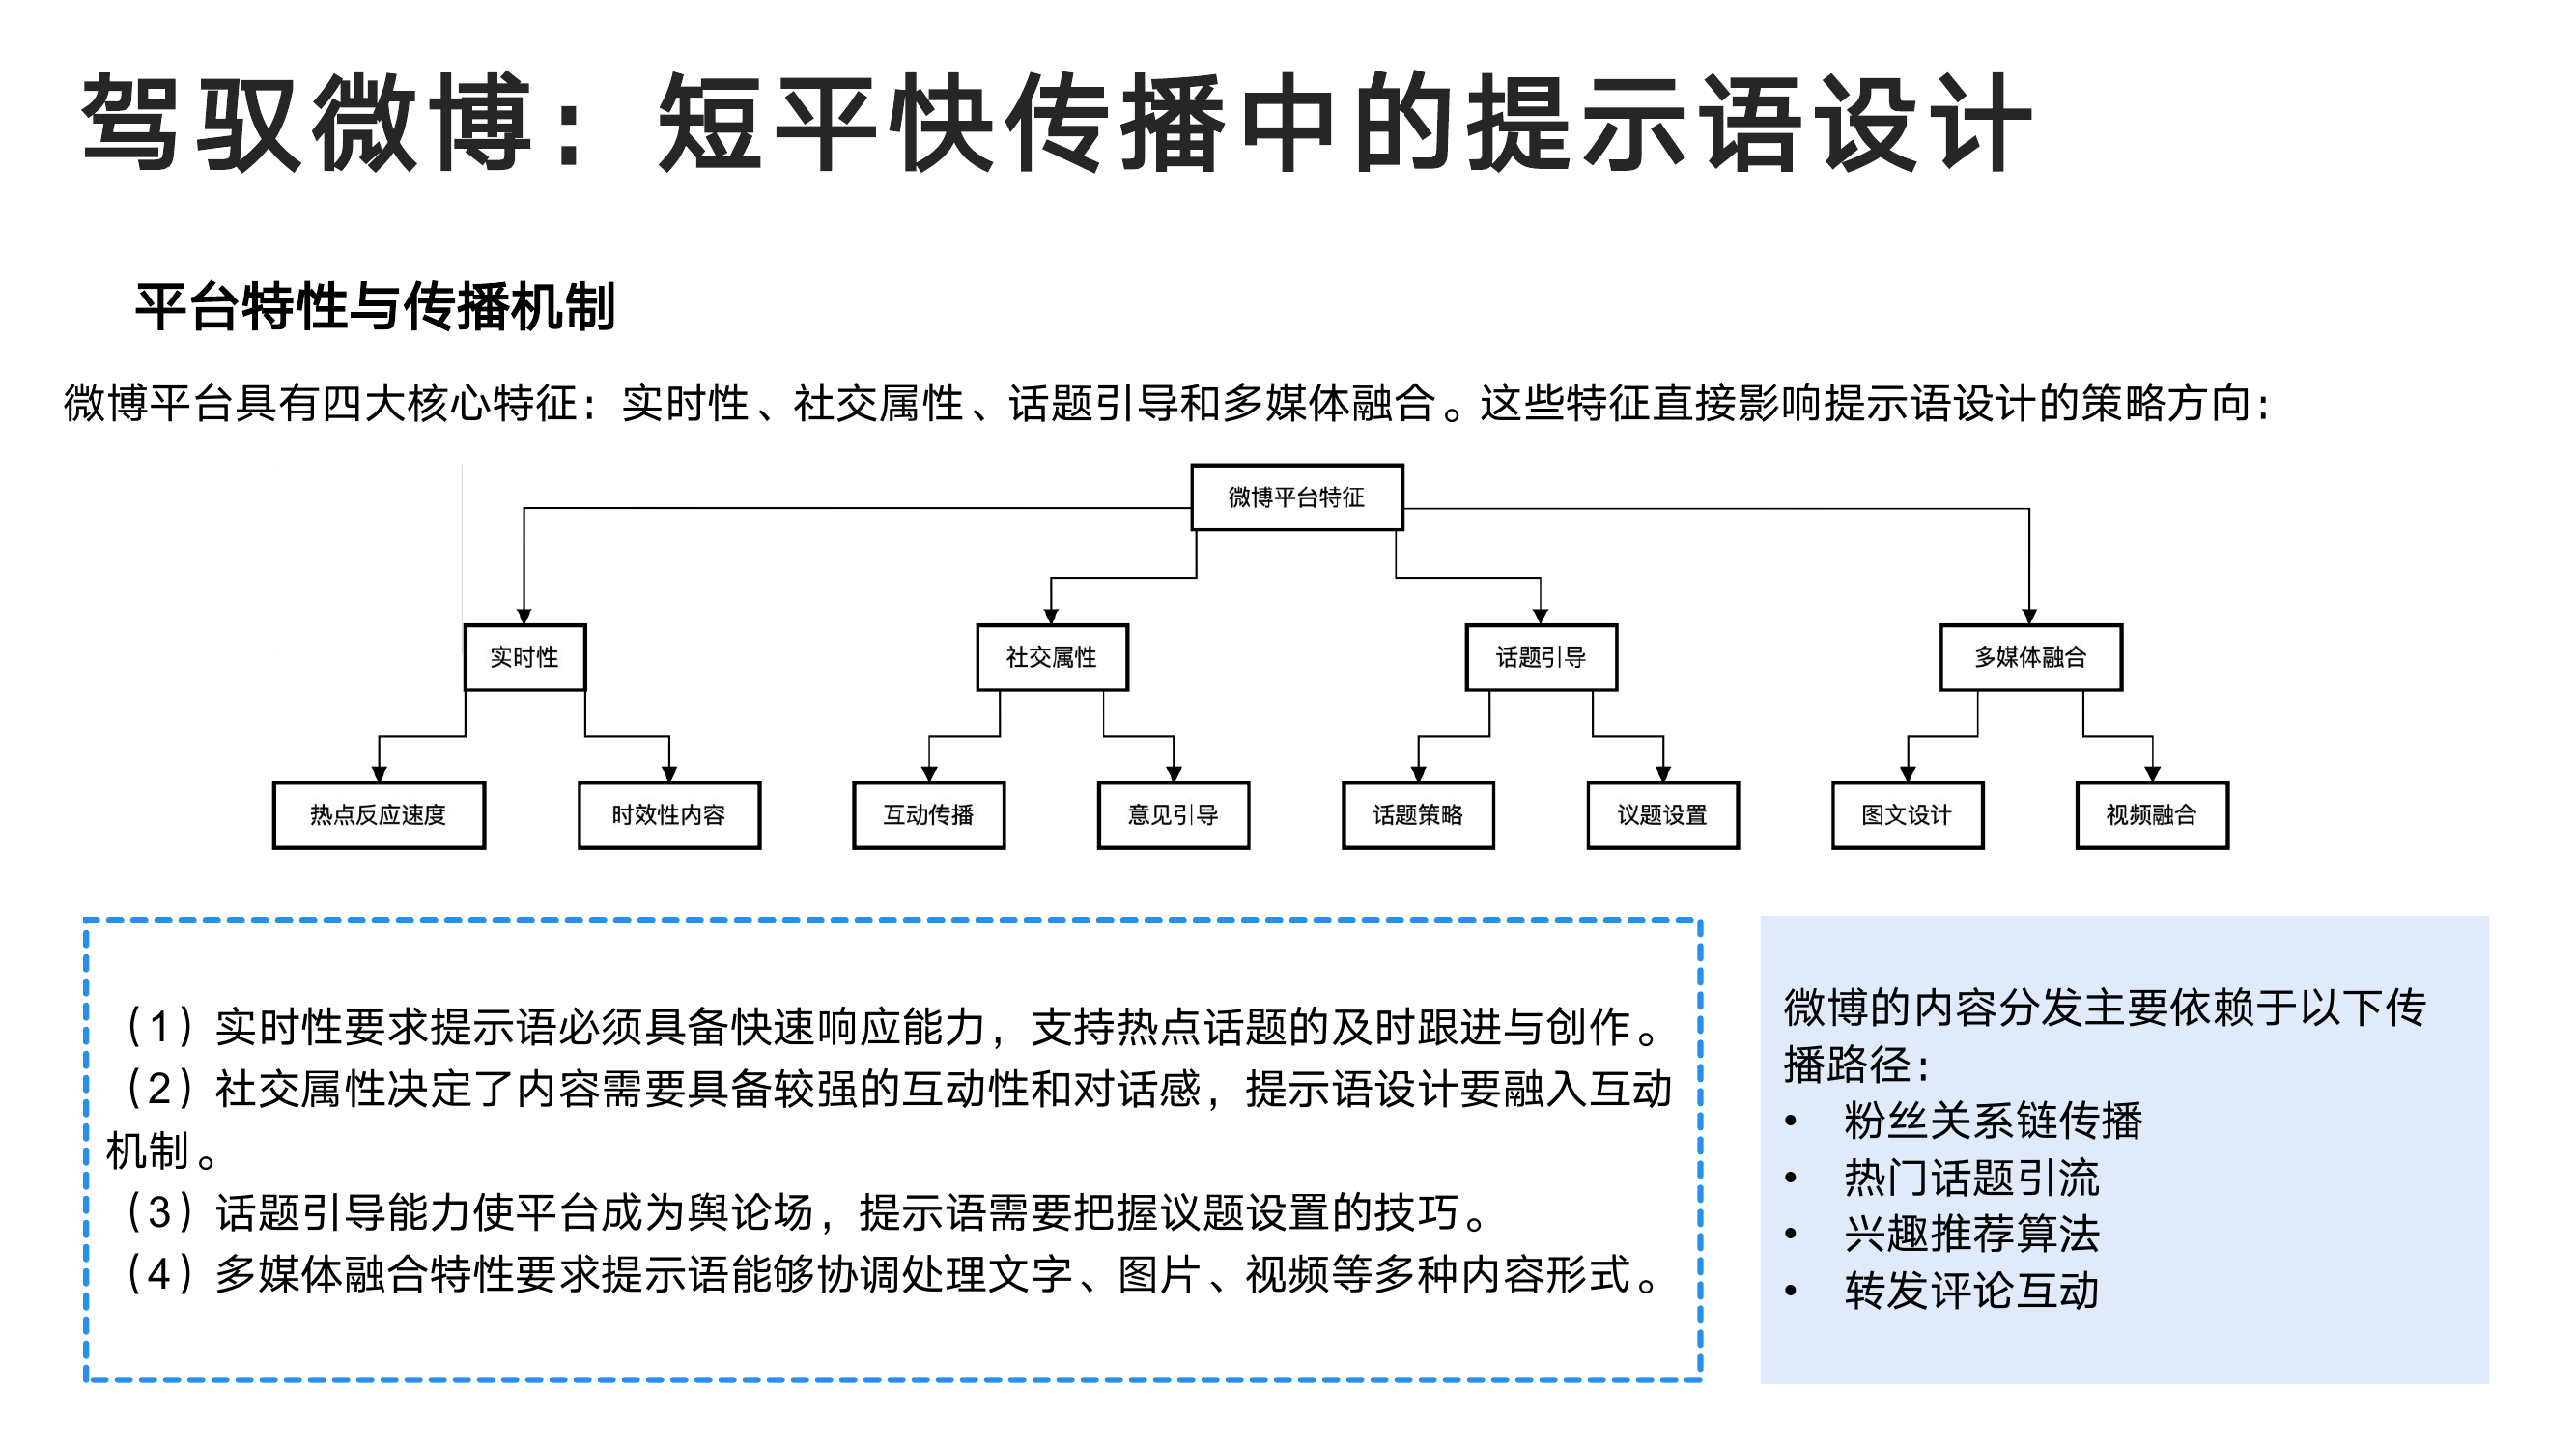 驾驭微博：短平快传播中的提示语设计
平台特性与传播机制
微博平台具有四大核心特征：实时性、社交属性、话题引导和多媒体融合。这些特征直接影响提示语设计的策略方向：
微博平台特征
实时性
社交属性
话题引导
多媒体融合
热点反应速度
时效性内容
互动传播
意见引导
话题策略
议题设置
图文设计
视频融合
（1）实时性要求提示语必须具备快速响应能力，支持热点话题的及时跟进与创作。
（2）社交属性决定了内容需要具备较强的互动性和对话感，提示语设计要融入互动
机制。
（3）话题引导能力使平台成为舆论场，提示语需要把握议题设置的技巧。
（4）多媒体融合特性要求提示语能够协调处理文字、图片、视频等多种内容形式。
微博的内容分发主要依赖于以下传
播路径：
• 粉丝关系链传播
• 热门话题引流
• 兴趣推荐算法
• 转发评论互动